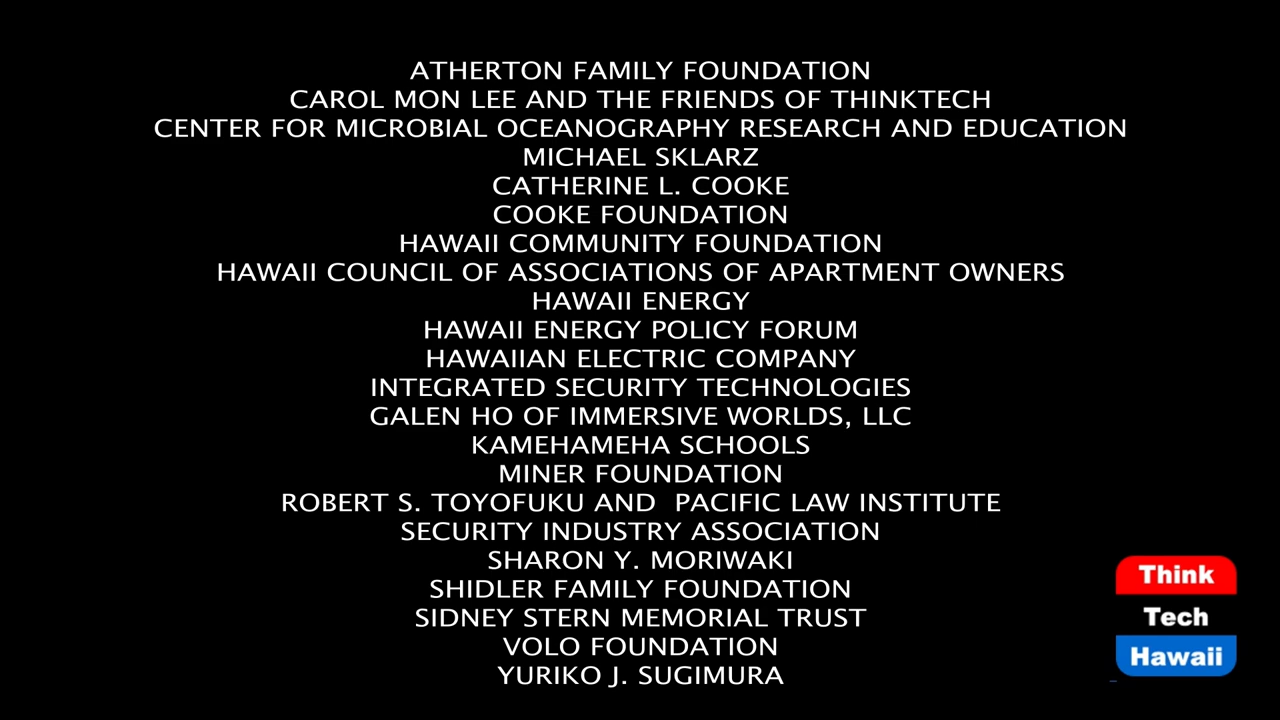 ATHERTON FAMILY FOUNDATION
CAROL MON LEE AND THE FRIENDS OF THINKTECH
CENTER FOR MICROBIAL OCEANOGRAPHY RESEARCH AND EDUCATION
MICHAEL SKLARZ
CATHERINE L. COOKE
COOKE FOUNDATION
HAWAII COMMUNITY FOUNDATION
HAWAII COUNCIL OF ASSOCIATIONS OF APARTMENT OWNERS
HAWAII ENERGY
HAWAII ENERGY POLICY FORUM
HAWAIIAN ELECTRIC COMPANY
INTEGRATED SECURITY TECHNOLOGIES
GALEN HO OF IMMERSIVE WORLDS, LLC
KAMEHAMEHA SCHOOLS
MINER FOUNDATION
ROBERT S. TOYOFUKU AND  PACIFIC LAW INSTITUTE
SECURITY INDUSTRY ASSOCIATION
SHARON Y. MORIWAKI
SHIDLER FAMILY FOUNDATION
SIDNEY STERN MEMORIAL TRUST
VOLO FOUNDATION
YURIKO J. SUGIMURA
Think
Tech
Hawaii